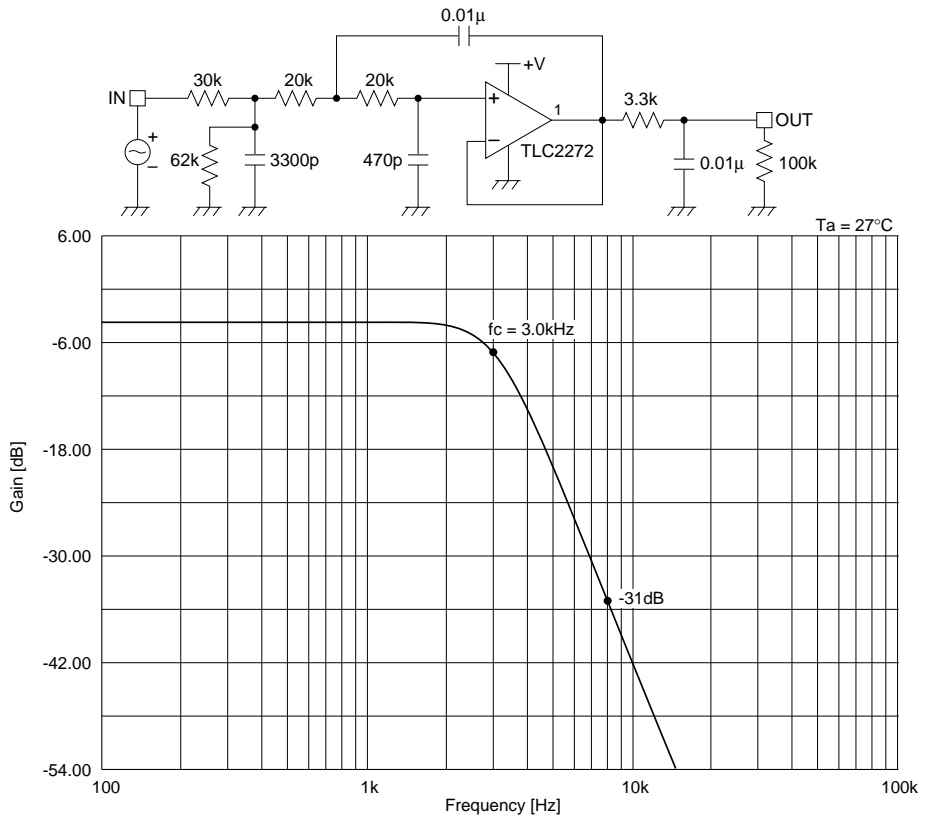 0.01μ
+V
30k
20k
20k
IN
+
1
3.3k
OUT
+
−
62k
3300p
470p
−
TLC2272
0.01μ
100k
Ta = 27°C
6.00
fc = 3.0kHz
-6.00
-18.00
Gain [dB]
-30.00
-31dB
-42.00
-54.00
100
1k
10k
100k
Frequency [Hz]